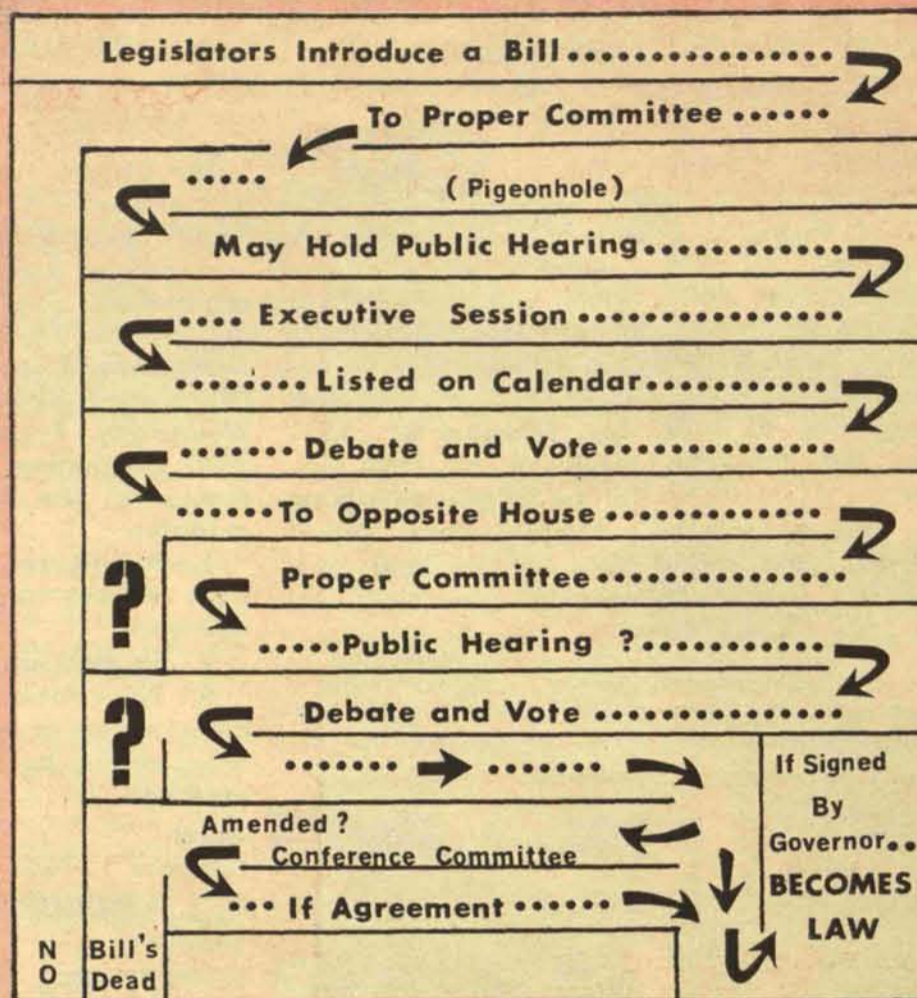 Legislators Introduce a Bill................
To Proper Committee ......
..... (Pigeonhole)
May Hold Public Hearing...........
.... Executive Session ................
........ Listed on Calendar...........
....... Debate and Vote ..............
......To Opposite House .............
? Proper Committee...............
.....Public Hearing ?...........
? Debate and Vote ...............
........ .......
If Signed
By
Governor..
BECOMES
LAW
Amended ?
Conference Committee
... If Agreement ......
NO
Bill's
Dead